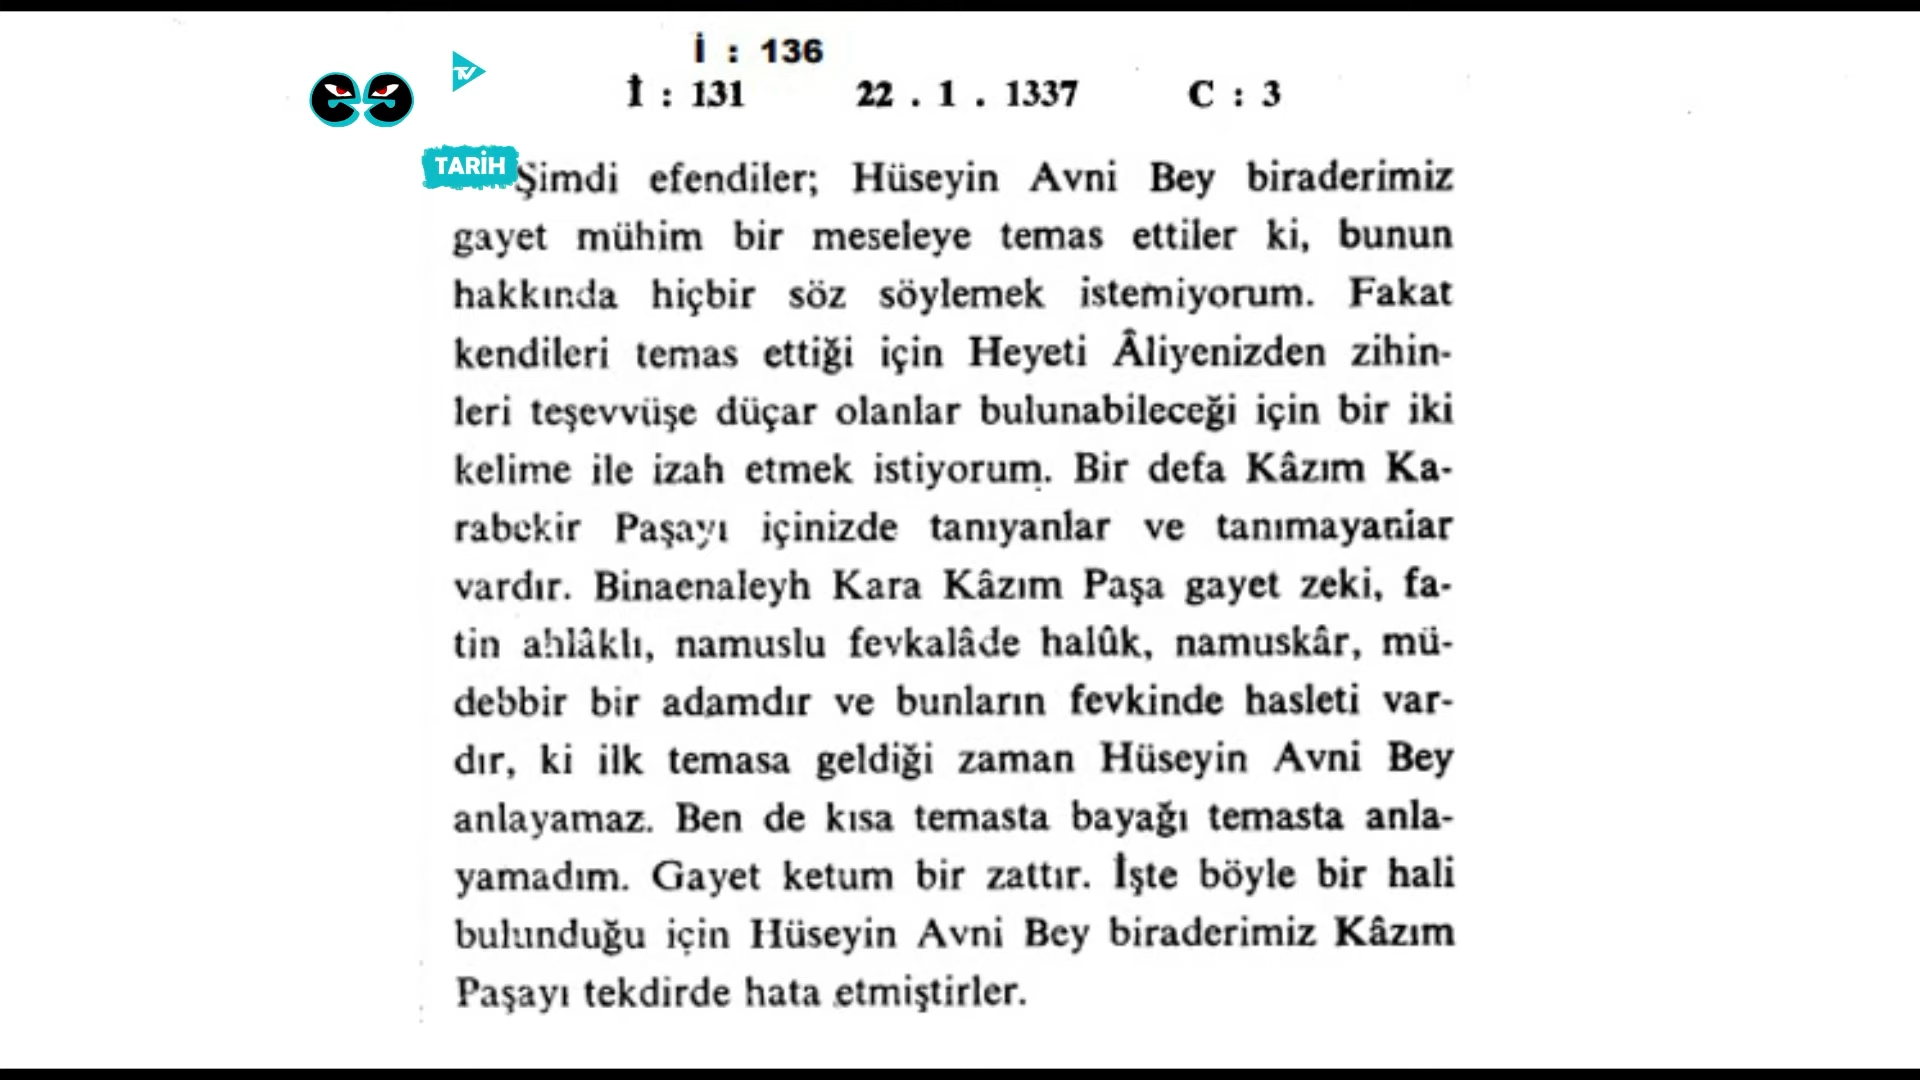 İ : 136
İ : 131 22 . 1 . 1337 C : 3
TV
TARİH
Şimdi efendiler; Hüseyin Avni Bey biraderimiz
gayet mühim bir meseleye temas ettiler ki, bunun
hakkında hiçbir söz söylemek istemiyorum. Fakat
kendileri temas ettiği için Heyeti Âliyenizden zihin-
leri teşevvüşe düçar olanlar bulunabileceği için bir iki
kelime ile izah etmek istiyorum. Bir defa Kâzım Ka-
rabekir Paşayı içinizde tanıyanlar ve tanımayanlar
vardır. Binaenaleyh Kara Kâzım Paşa gayet zeki, fa-
tin ahlâklı, namuslu fevkalâde halûk, namuskâr, mü-
debbir bir adamdır ve bunların fevkinde hasleti var-
dır, ki ilk temasa geldiği zaman Hüseyin Avni Bey
anlayamaz. Ben de kısa temasta bayağı temasta anla-
yamadım. Gayet ketum bir zattır. İşte böyle bir hali
bulunduğu için Hüseyin Avni Bey biraderimiz Kâzım
Paşayı tekdirde hata etmiştirler.